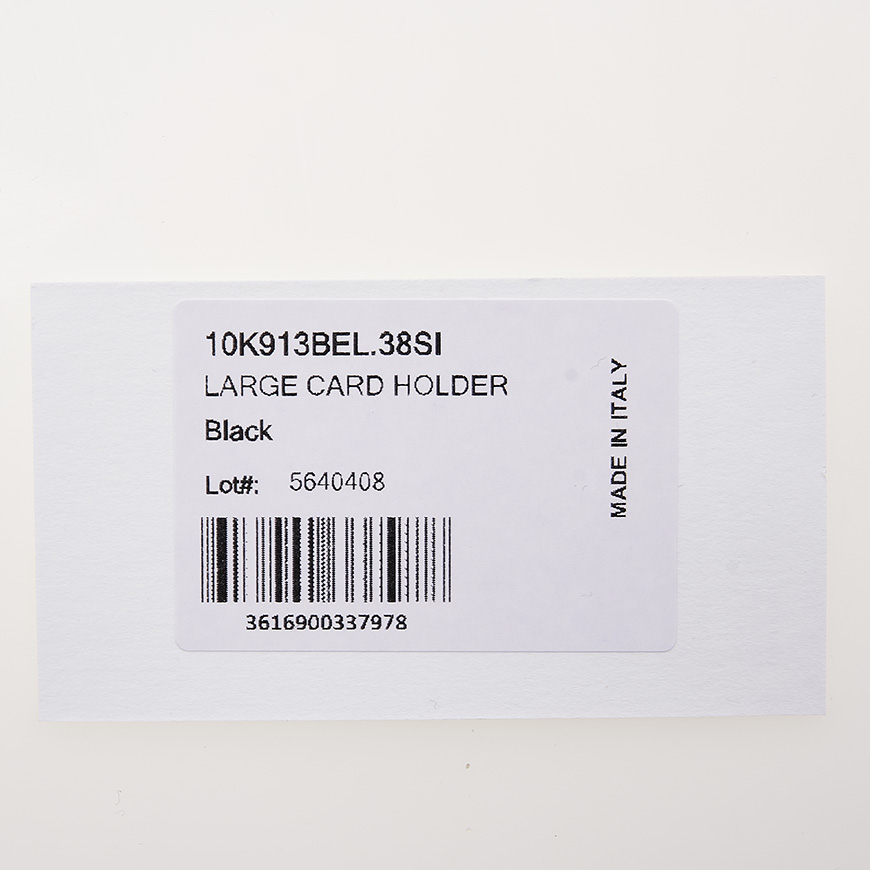 10K913BEL.38SI
LARGE CARD HOLDER
Black
Lot#: 5640408
3616900337978
MADE IN ITALY